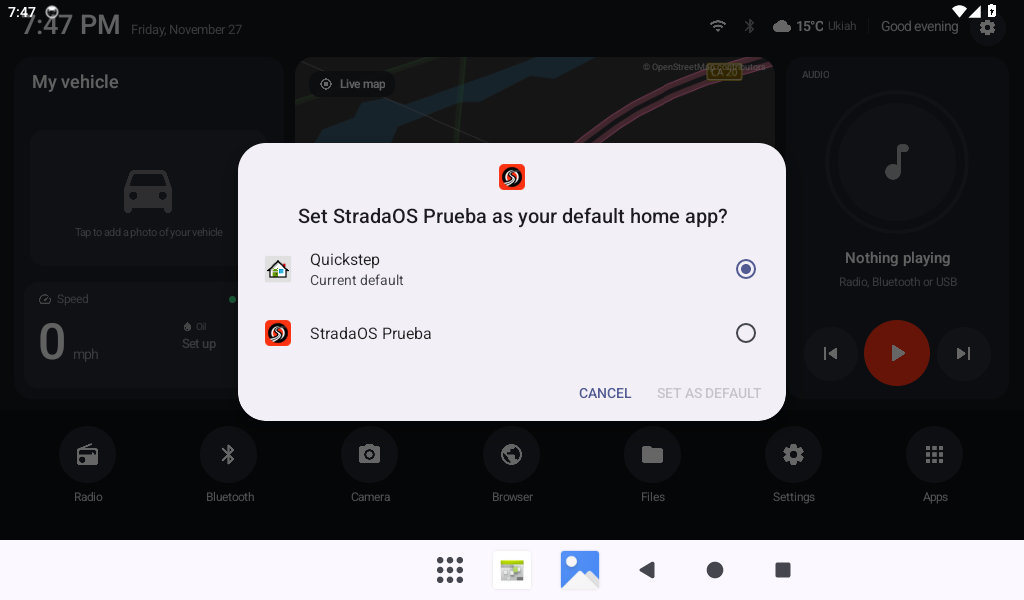 7:47
7:47 PM
Friday, November 27
15°C
Ukiah
Good evening
My vehicle
Tap to add a photo of your vehicle
Speed
0
mph
Oil
Set up
Live map
© OpenStreetMap contributors
CA 20
AUDIO
Nothing playing
Radio, Bluetooth or USB
Set StradaOS Prueba as your default home app?
Quickstep
Current default
StradaOS Prueba
CANCEL
SET AS DEFAULT
Radio
Bluetooth
Camera
Browser
Files
Settings
Apps